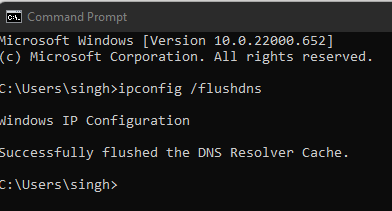 Command Prompt
Microsoft Windows [Version 10.0.22000.652]
(c) Microsoft Corporation. All rights reserved.
C:\Users\singh>ipconfig /flushdns
Windows IP Configuration
Successfully flushed the DNS Resolver Cache.
C:\Users\singh>